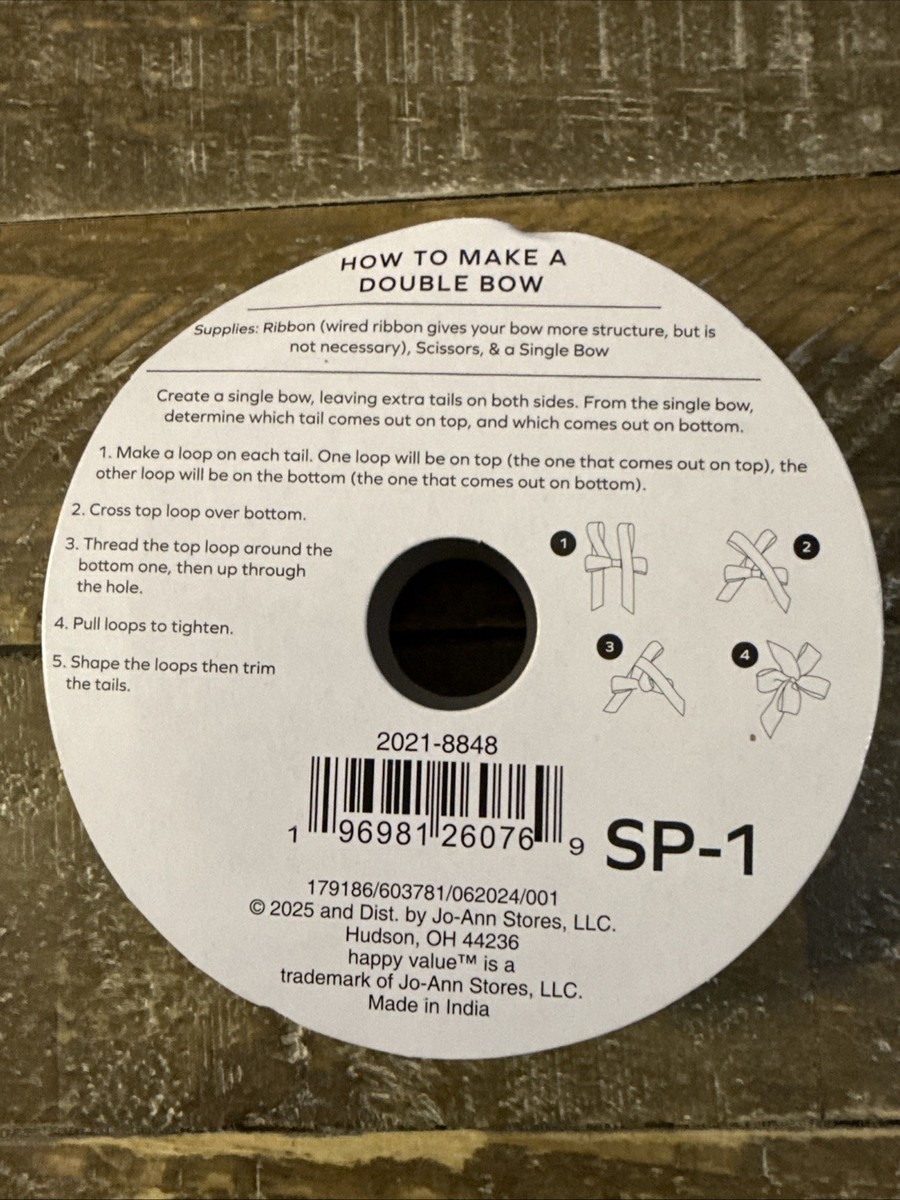 HOW TO MAKE A
DOUBLE BOW
Supplies: Ribbon (wired ribbon gives your bow more structure, but is
not necessary), Scissors, & a Single Bow
Create a single bow, leaving extra tails on both sides. From the single bow,
determine which tail comes out on top, and which comes out on bottom.
1. Make a loop on each tail. One loop will be on top (the one that comes out on top), the
other loop will be on the bottom (the one that comes out on bottom).
2. Cross top loop over bottom.
3. Thread the top loop around the
bottom one, then up through
the hole.
4. Pull loops to tighten.
5. Shape the loops then trim
the tails.
1
2
3
4
2021-8848
1 96981 26076 9
SP-1
179186/603781/062024/001
© 2025 and Dist. by Jo-Ann Stores, LLC.
Hudson, OH 44236
happy value™ is a
trademark of Jo-Ann Stores, LLC.
Made in India